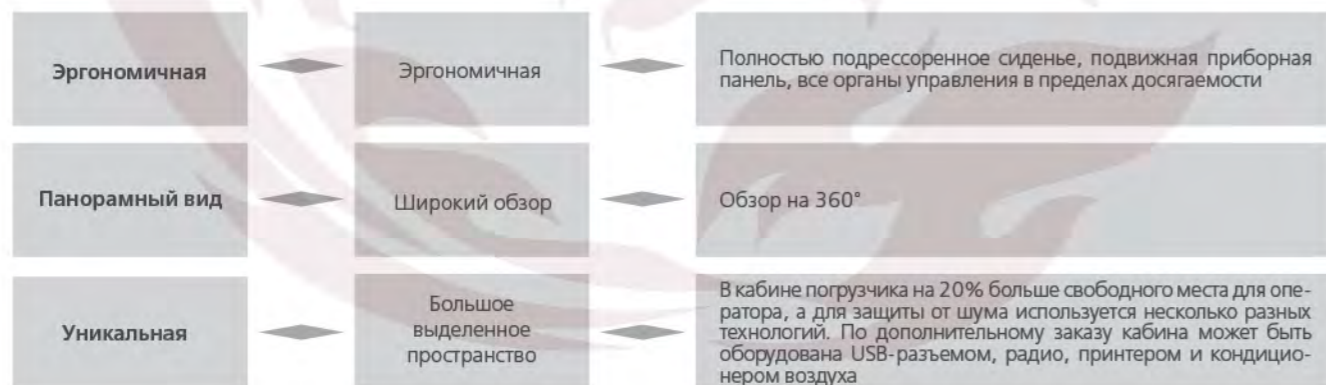 Эргономичная
Эргономичная
Полностью подрессоренное сиденье, подвижная приборная
панель, все органы управления в пределах досягаемости
Панорамный вид
Широкий обзор
Обзор на 360°
Уникальная
Большое
выделенное
пространство
В кабине погрузчика на 20% больше свободного места для опе-
ратора, а для защиты от шума используется несколько разных
технологий. По дополнительному заказу кабина может быть
оборудована USB-разъемом, радио, принтером и кондицио-
нером воздуха